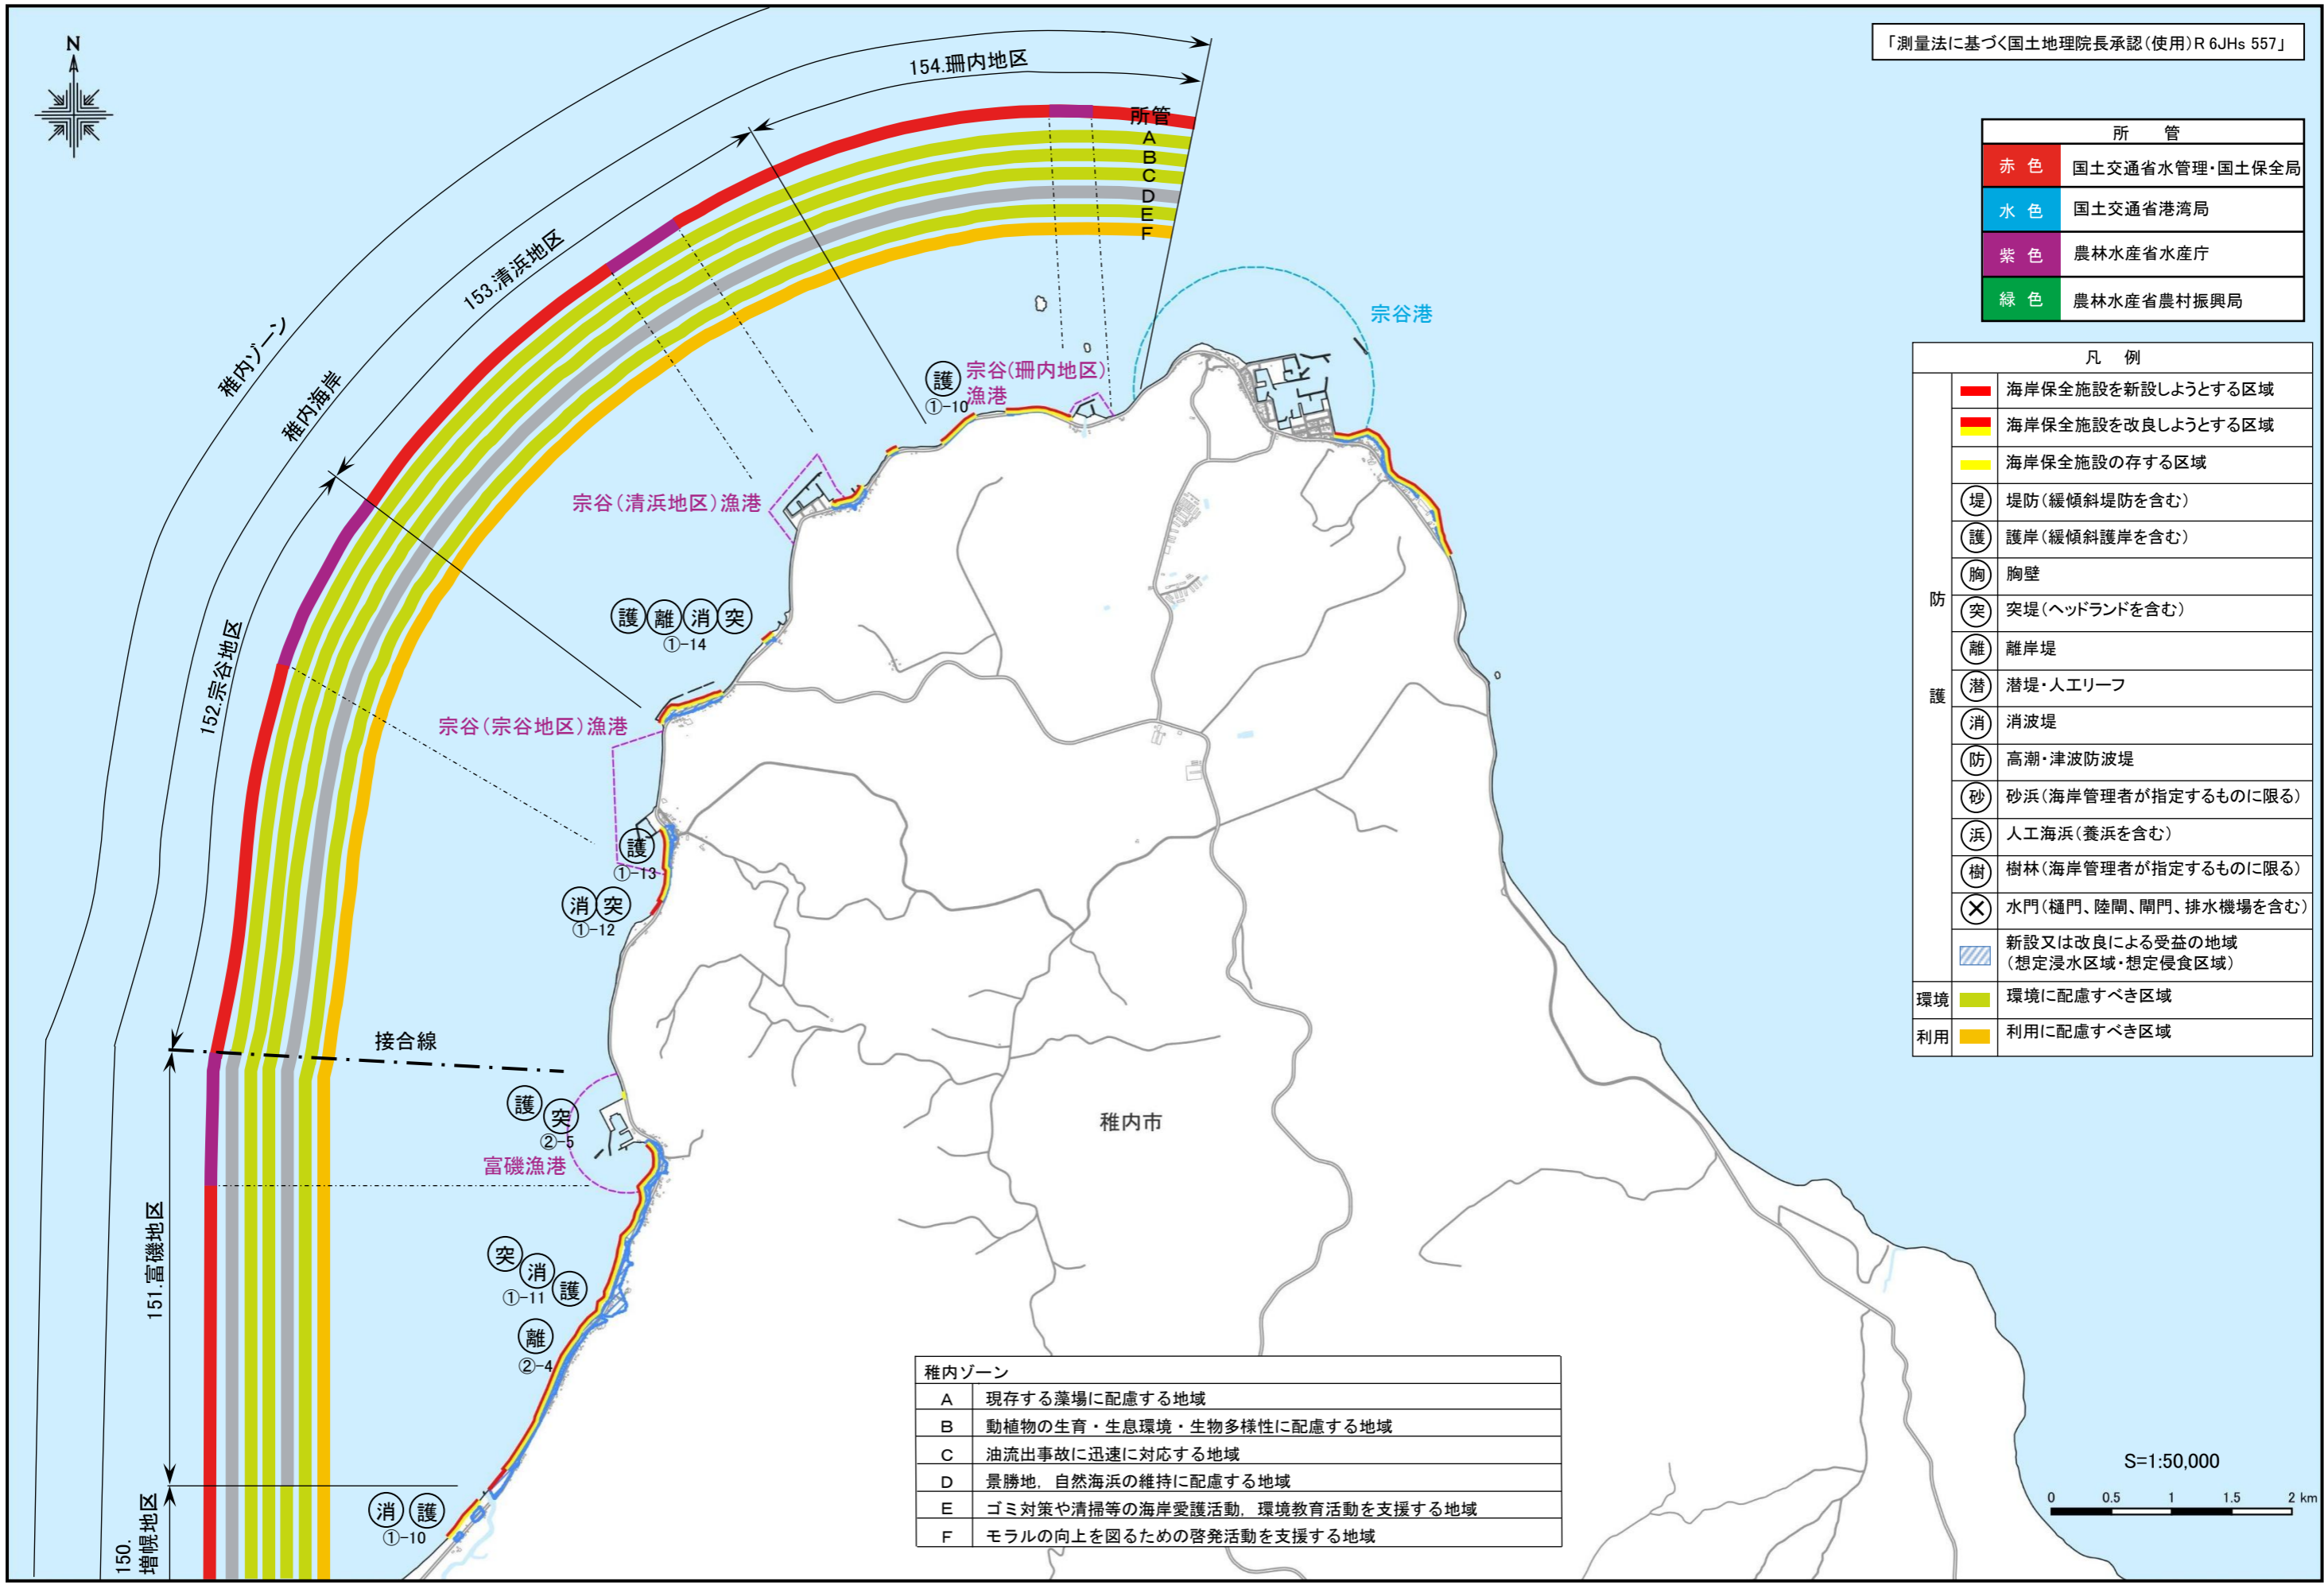 「測量法に基づく国土地理院長承認(使用)R 6JHs 557」
N
154.珊内地区
所管
A
B
C
D
E
F
153.清浜地区
稚内ゾーン
稚内海岸
152.宗谷地区
接合線
151.富磯地区
150.
増幌地区
宗谷港
護
①-10
宗谷(珊内地区)
漁港
宗谷(清浜地区)漁港
護 離 消 突
①-14
宗谷(宗谷地区)漁港
護
①-13
消 突
①-12
護 突
②-5
富磯漁港
突 消 護
①-11
離
②-4
消 護
①-10
稚内市
所 管
赤 色 国土交通省水管理・国土保全局
水 色 国土交通省港湾局
紫 色 農林水産省水産庁
緑 色 農林水産省農村振興局
凡 例
防護
海岸保全施設を新設しようとする区域
海岸保全施設を改良しようとする区域
海岸保全施設の存する区域
堤 堤防(緩傾斜堤防を含む)
護 護岸(緩傾斜護岸を含む)
胸 胸壁
突 突堤(ヘッドランドを含む)
離 離岸堤
潜 潜堤・人工リーフ
消 消波堤
防 高潮・津波防波堤
砂 砂浜(海岸管理者が指定するものに限る)
浜 人工海浜(養浜を含む)
樹 樹林(海岸管理者が指定するものに限る)
水門(樋門、陸閘、閘門、排水機場を含む)
新設又は改良による受益の地域
(想定浸水区域・想定侵食区域)
環境 環境に配慮すべき区域
利用 利用に配慮すべき区域
稚内ゾーン
A 現存する藻場に配慮する地域
B 動植物の生育・生息環境・生物多様性に配慮する地域
C 油流出事故に迅速に対応する地域
D 景勝地，自然海浜の維持に配慮する地域
E ゴミ対策や清掃等の海岸愛護活動，環境教育活動を支援する地域
F モラルの向上を図るための啓発活動を支援する地域
S=1:50,000
0 0.5 1 1.5 2 km